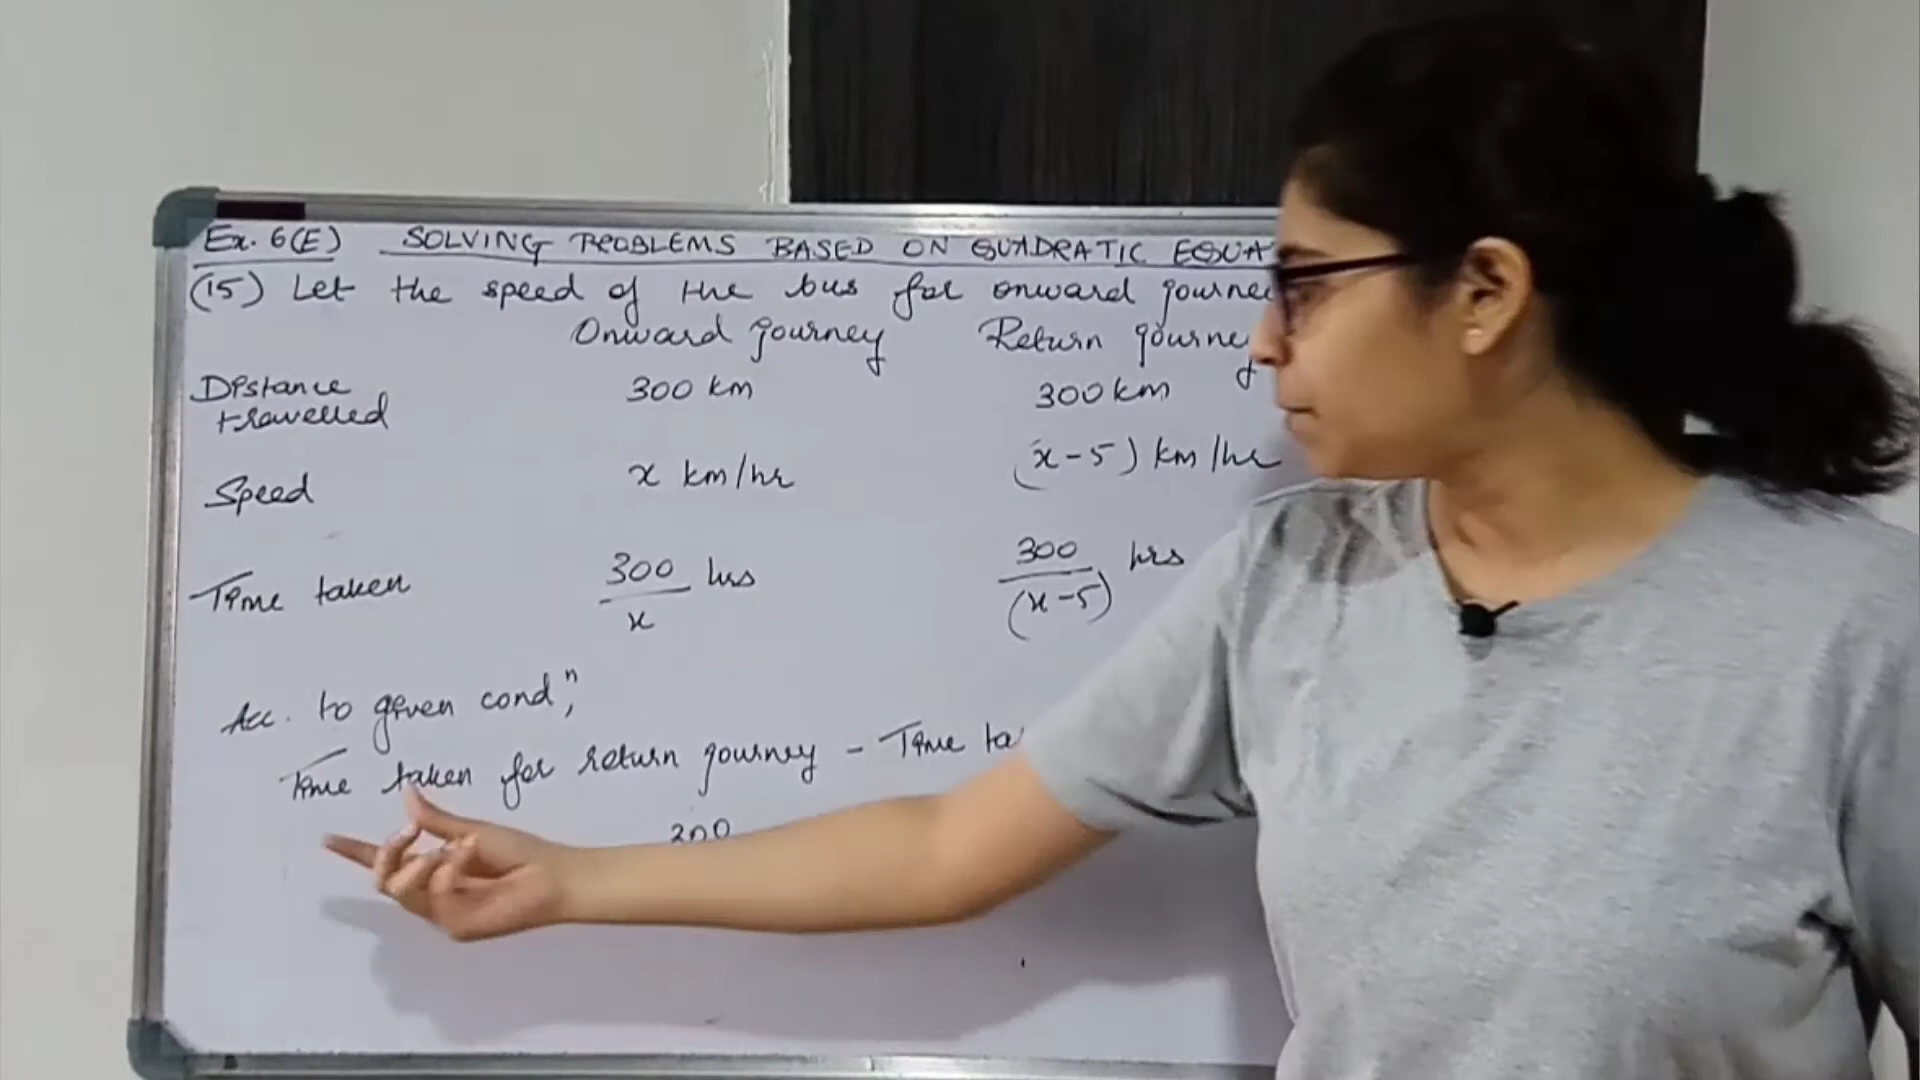 Ex. 6(E) SOLVING PROBLEMS BASED ON QUADRATIC EQUA
(15) Let the speed of the bus for onward journe
Onward journey Return journey
Distance travelled 300 km 300 km
Speed x km/hr (x-5) km/hr
Time taken 300/x hrs 300/(x-5) hrs
Acc. to given condⁿ,
Time taken for return journey - Time ta
300